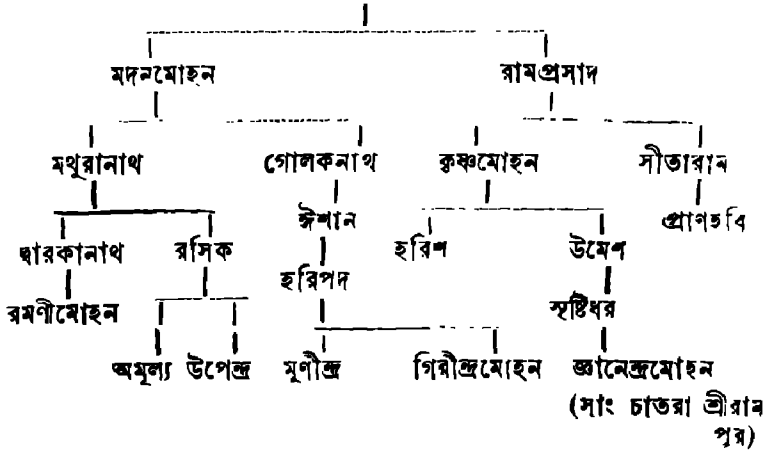 মদনমোহন রামপ্রসাদ
মথুরানাথ গোলকনাথ কৃষ্ণমোহন সীতারাম
ঈশান প্রাণহরি
দ্বারকানাথ রসিক হরিশ উমেশ
হরিপদ
রমণীমোহন সৃষ্টিধর
অমূল্য উপেন্দ্র মুণীন্দ্র গিরীন্দ্রমোহন জ্ঞানেন্দ্রমোহন
(সাং চাতরা শ্রীরাম
পুর)